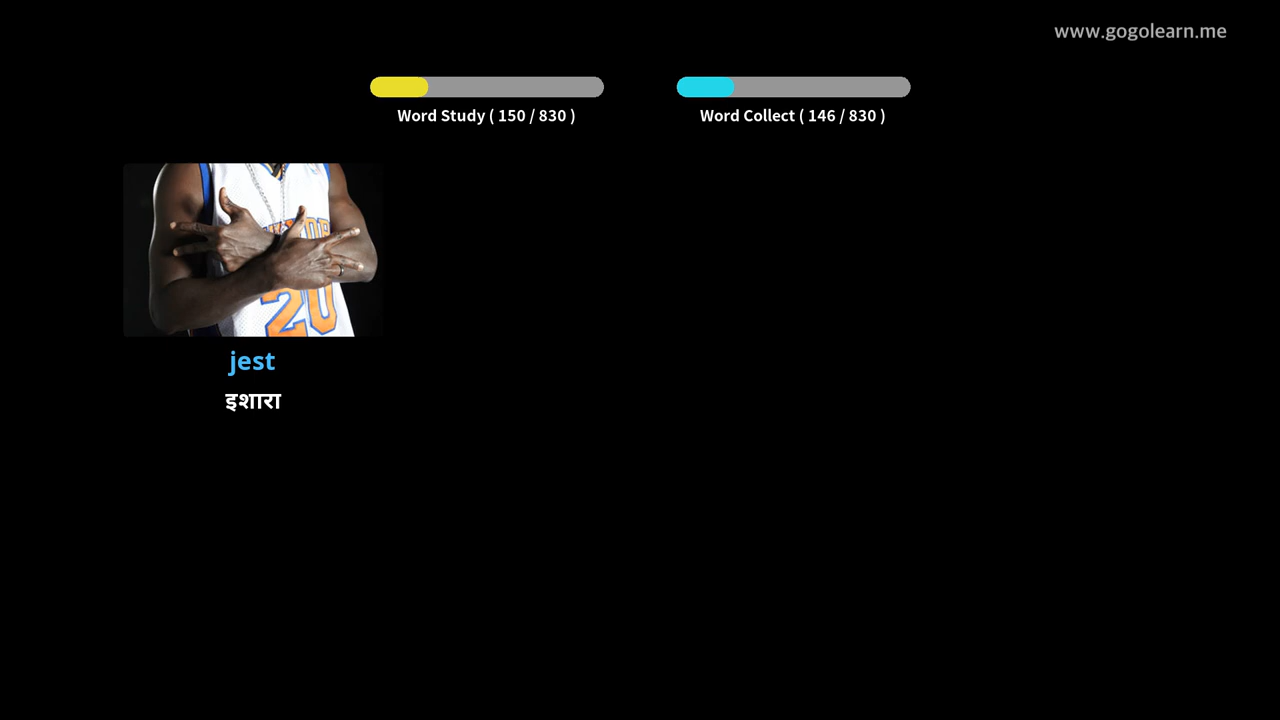 www.gogolearn.me
Word Study ( 150 / 830 )
Word Collect ( 146 / 830 )
20
jest
इशारा